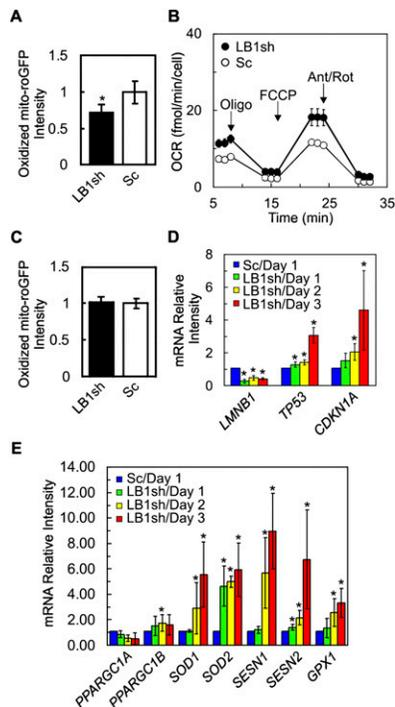 A
Oxidized mito-roGFP
Intensity
1.5
1
0.5
0
*
LB1sh
Sc
B
OCR (fmol/min/cell)
40
20
0
LB1sh
Sc
Oligo
FCCP
Ant/Rot
5
15
25
35
Time (min)
C
Oxidized mito-roGFP
Intensity
1.5
1
0.5
0
LB1sh
Sc
D
mRNA Relative
Intensity
8
6
4
2
0
Sc/Day 1
LB1sh/Day 1
LB1sh/Day 2
LB1sh/Day 3
* * *
* * *
* *
LMNB1
TP53
CDKN1A
E
mRNA Relative Intensity
14.00
12.00
10.00
8.00
6.00
4.00
2.00
0.00
Sc/Day 1
LB1sh/Day 1
LB1sh/Day 2
LB1sh/Day 3
*
* *
* * *
* *
* * *
* *
PPARGC1A
PPARGC1B
SOD1
SOD2
SESN1
SESN2
GPX1